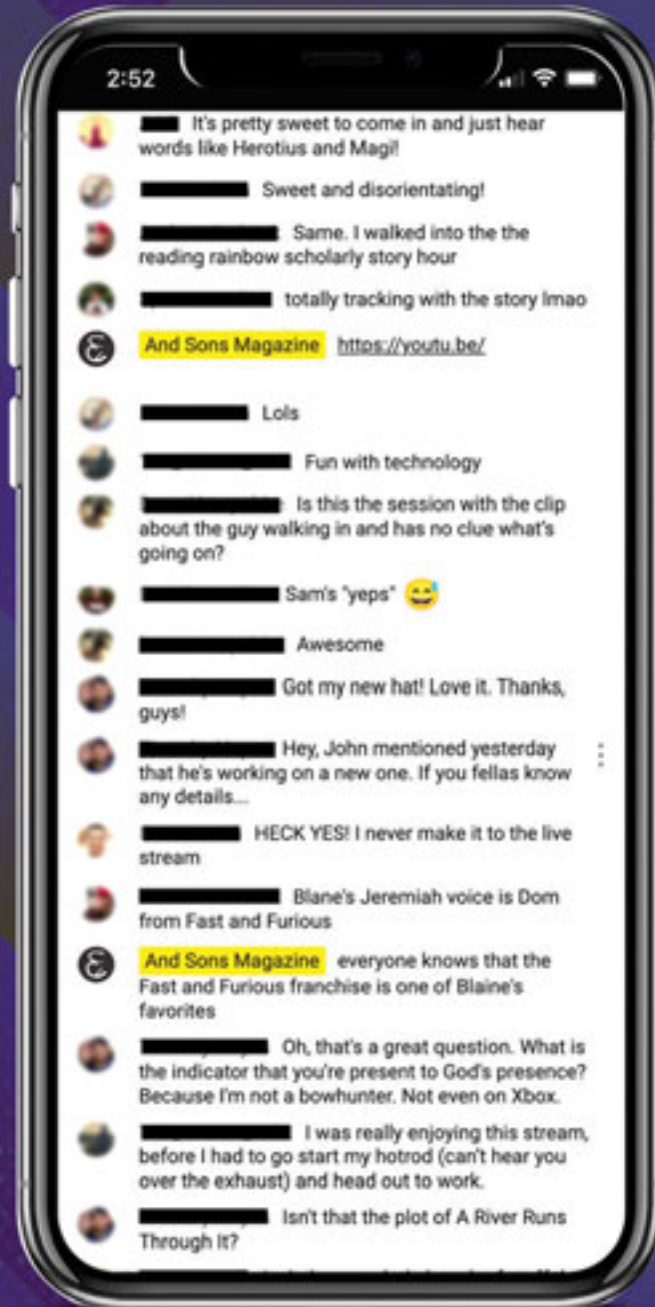 2:52
It's pretty sweet to come in and just hear
words like Herotius and Magi!
Sweet and disorientating!
Same. I walked into the the
reading rainbow scholarly story hour
totally tracking with the story lmao
And Sons Magazine https://youtu.be/
Lols
Fun with technology
Is this the session with the clip
about the guy walking in and has no clue what's
going on?
Sam's "yeps" 😅
Awesome
Got my new hat! Love it. Thanks,
guys!
Hey, John mentioned yesterday
that he's working on a new one. If you fellas know
any details...
HECK YES! I never make it to the live
stream
Blane's Jeremiah voice is Dom
from Fast and Furious
And Sons Magazine everyone knows that the
Fast and Furious franchise is one of Blaine's
favorites
Oh, that's a great question. What is
the indicator that you're present to God's presence?
Because I'm not a bowhunter. Not even on Xbox.
I was really enjoying this stream,
before I had to go start my hotrod (can't hear you
over the exhaust) and head out to work.
Isn't that the plot of A River Runs
Through It?